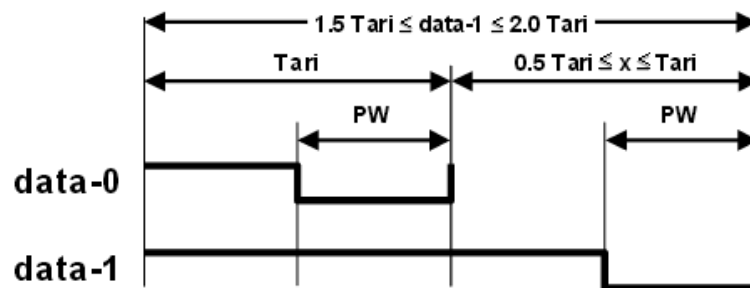 1.5 Tari ≤ data-1 ≤ 2.0 Tari
Tari
0.5 Tari ≤ x ≤ Tari
PW
PW
data-0
data-1